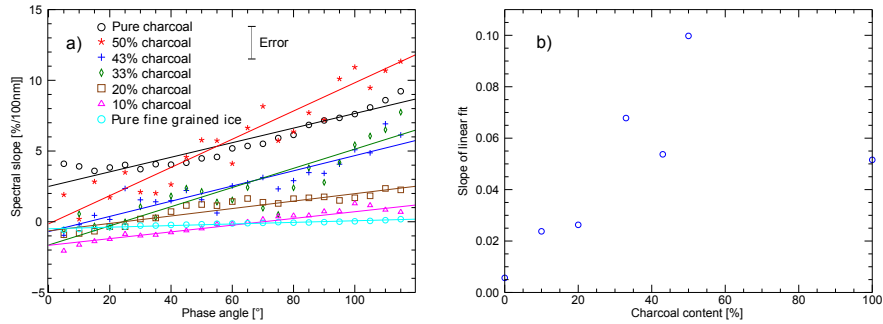 a)
Pure charcoal
50% charcoal
43% charcoal
33% charcoal
20% charcoal
10% charcoal
Pure fine grained ice
Error
Spectral slope [%/100nm]]
15
10
5
0
−5
0
20
40
60
80
100
Phase angle [°]
b)
Slope of linear fit
0.10
0.08
0.06
0.04
0.02
0.00
0
20
40
60
80
100
Charcoal content [%]